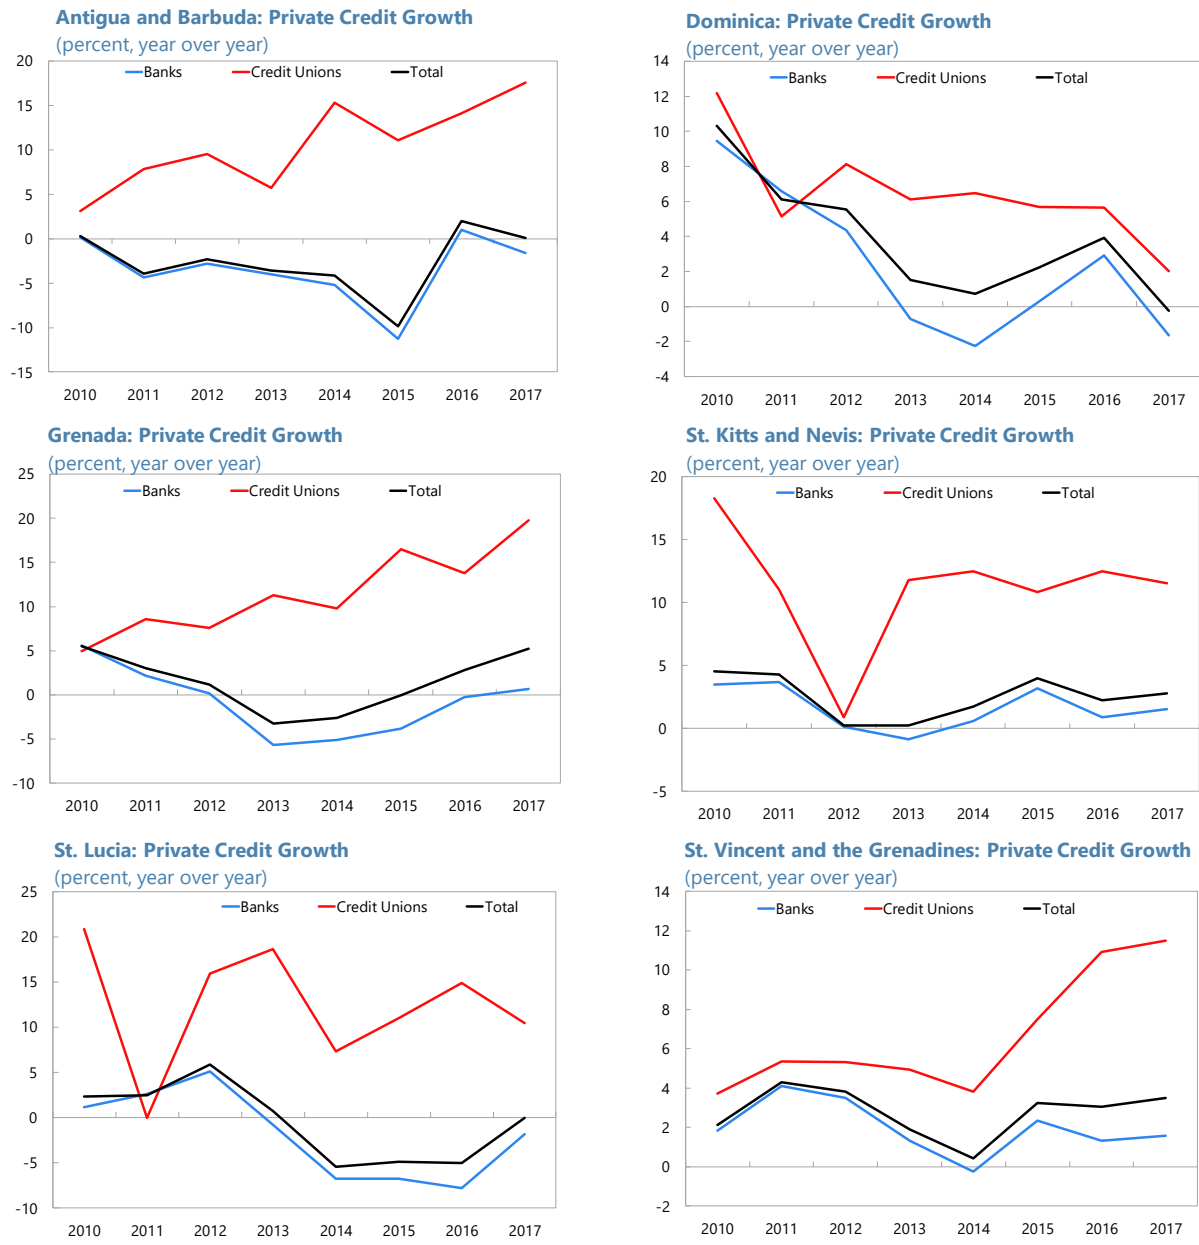 Antigua and Barbuda: Private Credit Growth
(percent, year over year)
Banks Credit Unions Total
20
15
10
5
0
-5
-10
-15
2010 2011 2012 2013 2014 2015 2016 2017
Dominica: Private Credit Growth
(percent, year over year)
Banks Credit Unions Total
14
12
10
8
6
4
2
0
-2
-4
2010 2011 2012 2013 2014 2015 2016 2017
Grenada: Private Credit Growth
(percent, year over year)
Banks Credit Unions Total
25
20
15
10
5
0
-5
-10
2010 2011 2012 2013 2014 2015 2016 2017
St. Kitts and Nevis: Private Credit Growth
(percent, year over year)
Banks Credit Unions Total
20
15
10
5
0
-5
2010 2011 2012 2013 2014 2015 2016 2017
St. Lucia: Private Credit Growth
(percent, year over year)
Banks Credit Unions Total
25
20
15
10
5
0
-5
-10
2010 2011 2012 2013 2014 2015 2016 2017
St. Vincent and the Grenadines: Private Credit Growth
(percent, year over year)
Banks Credit Unions Total
14
12
10
8
6
4
2
0
-2
2010 2011 2012 2013 2014 2015 2016 2017